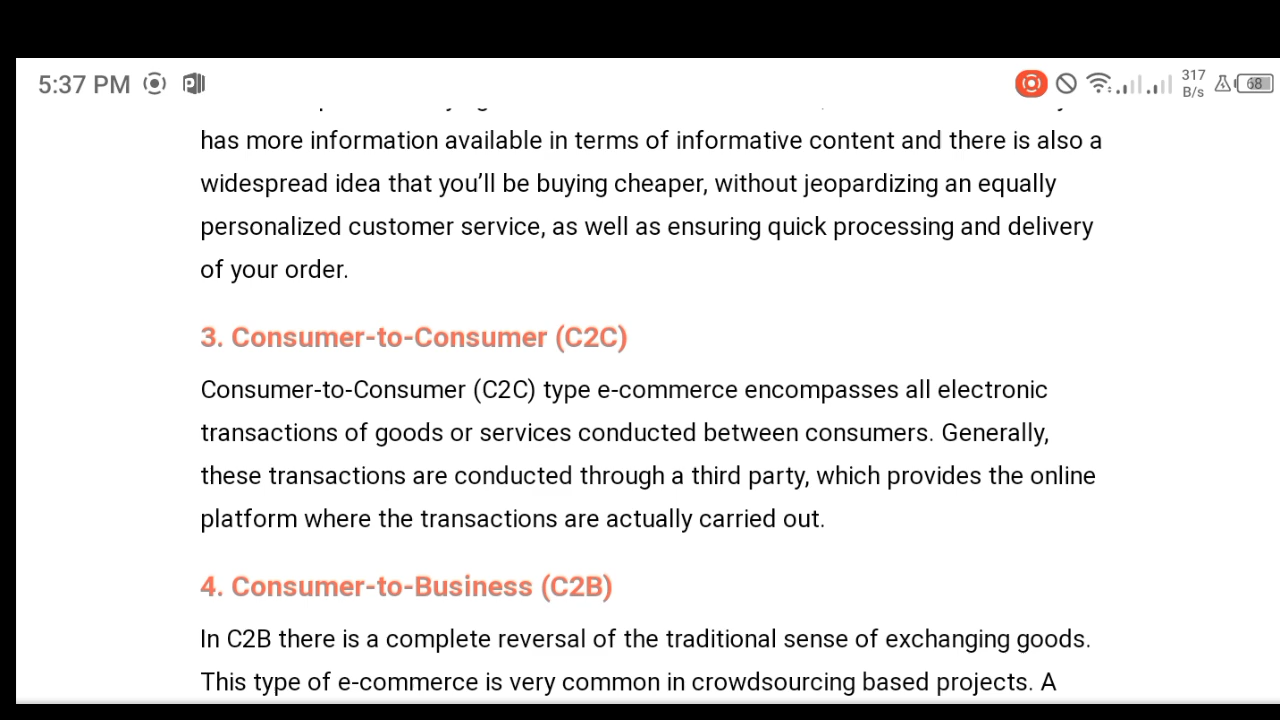 5:37 PM
317
B/s
68
has more information available in terms of informative content and there is also a
widespread idea that you’ll be buying cheaper, without jeopardizing an equally
personalized customer service, as well as ensuring quick processing and delivery
of your order.
3. Consumer-to-Consumer (C2C)
Consumer-to-Consumer (C2C) type e-commerce encompasses all electronic
transactions of goods or services conducted between consumers. Generally,
these transactions are conducted through a third party, which provides the online
platform where the transactions are actually carried out.
4. Consumer-to-Business (C2B)
In C2B there is a complete reversal of the traditional sense of exchanging goods.
This type of e-commerce is very common in crowdsourcing based projects. A